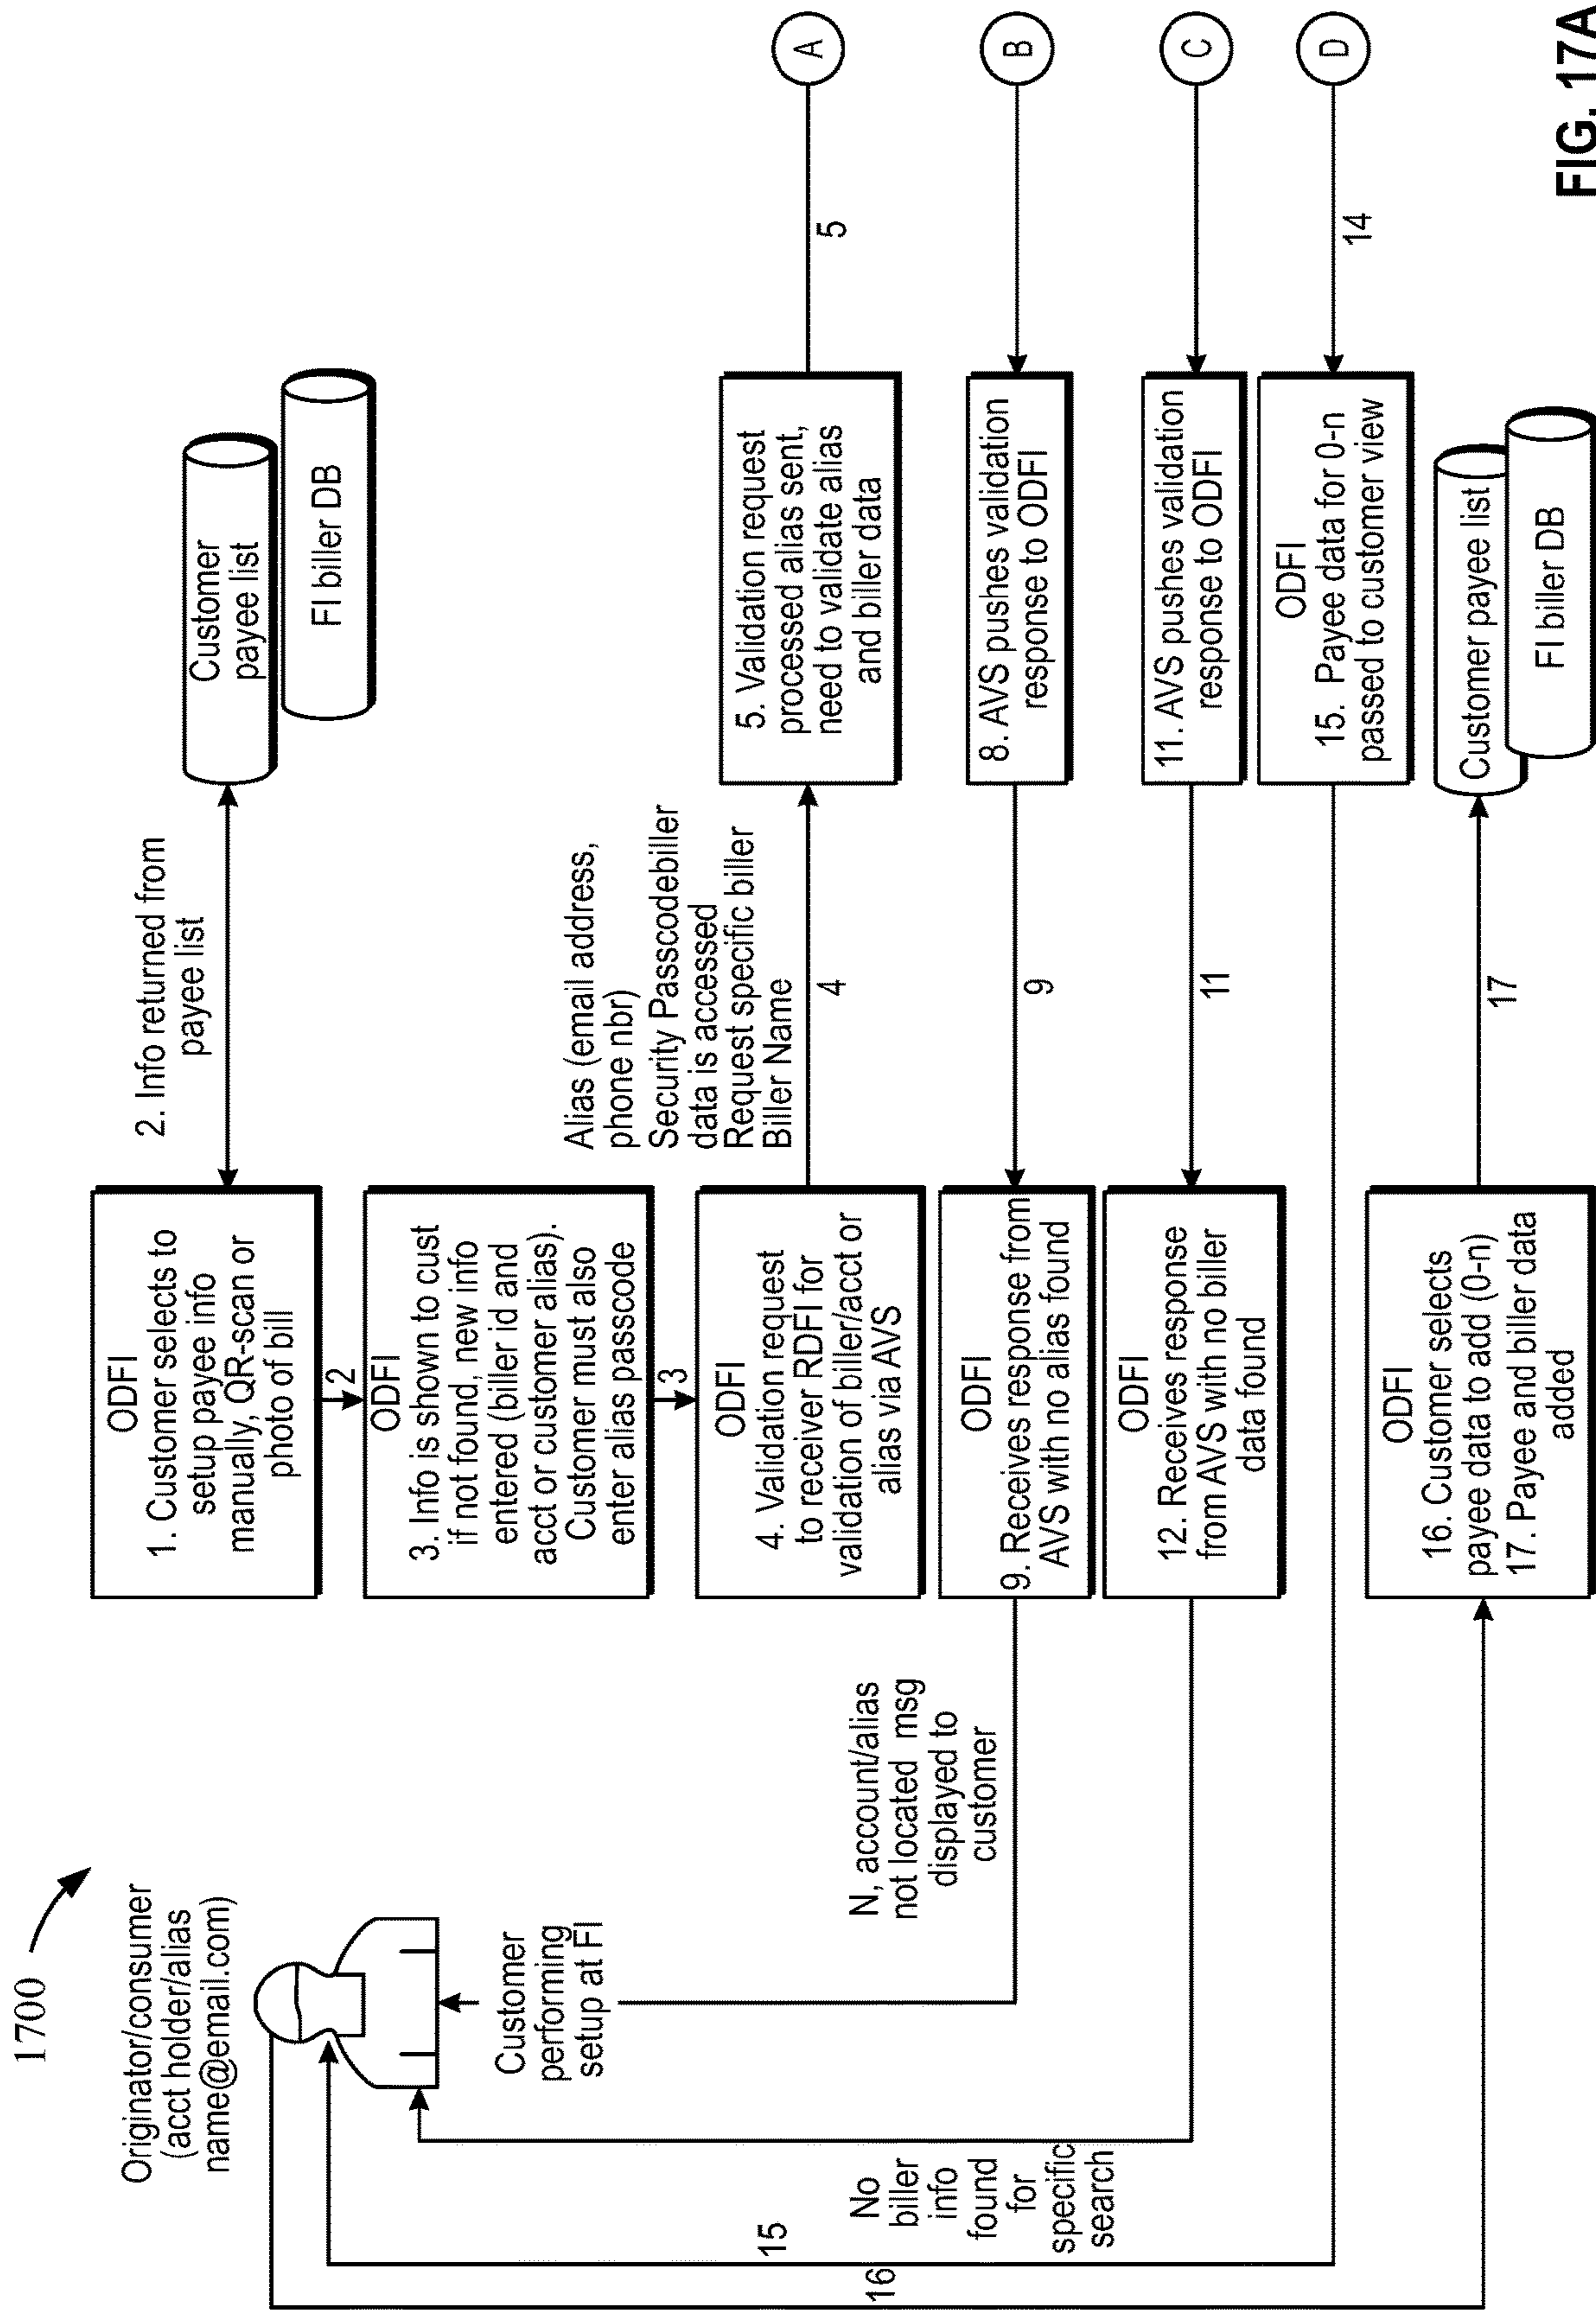 1700
Originator/consumer
(acct holder/alias
name@email.com)
Customer
performing
setup at FI
ODFI
1. Customer selects to
setup payee info
manually, QR-scan or
photo of bill
2. Info returned from
payee list
Customer
payee list
FI biller DB
2
ODFI
3. Info is shown to cust
if not found, new info
entered (biller id and
acct or customer alias).
Customer must also
enter alias passcode
3
ODFI
4. Validation request
to receiver RDFI for
validation of biller/acct or
alias via AVS
Alias (email address,
phone nbr)
Security Passcodebiller
data is accessed
Request specific biller
Biller Name
4
5. Validation request
processed alias sent,
need to validate alias
and biller data
5
A
N, account/alias
not located msg
displayed to
customer
ODFI
9. Receives response from
AVS with no alias found
9
8. AVS pushes validation
response to ODFI
B
No
biller
info
found
for
specific
search
ODFI
12. Receives response
from AVS with no biller
data found
11
11. AVS pushes validation
response to ODFI
C
15
ODFI
15. Payee data for 0-n
passed to customer view
14
D
16
ODFI
16. Customer selects
payee data to add (0-n)
17. Payee and biller data
added
17
Customer payee list
FI biller DB
FIG. 17A